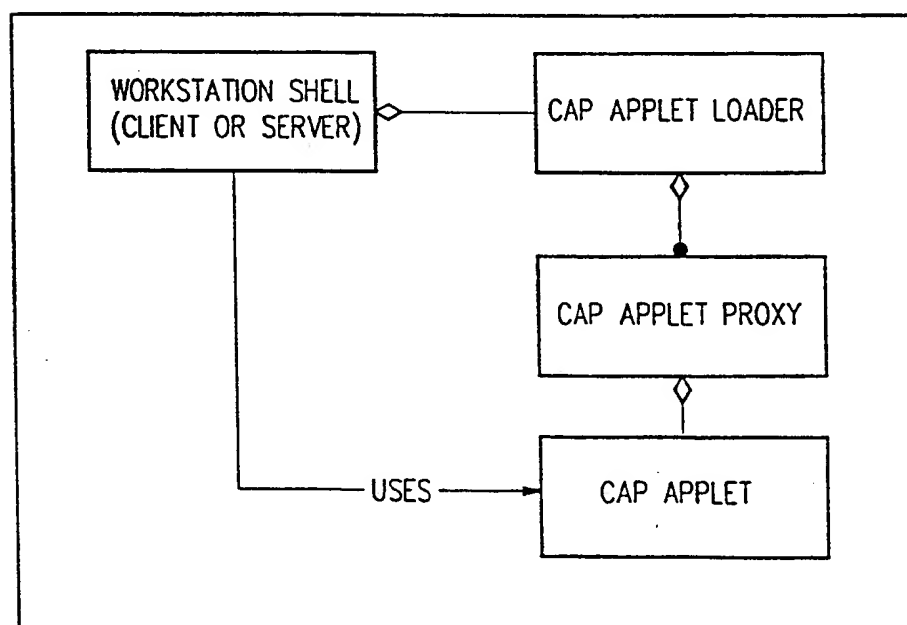 WORKSTATION SHELL
(CLIENT OR SERVER)
CAP APPLET LOADER
CAP APPLET PROXY
USES
CAP APPLET